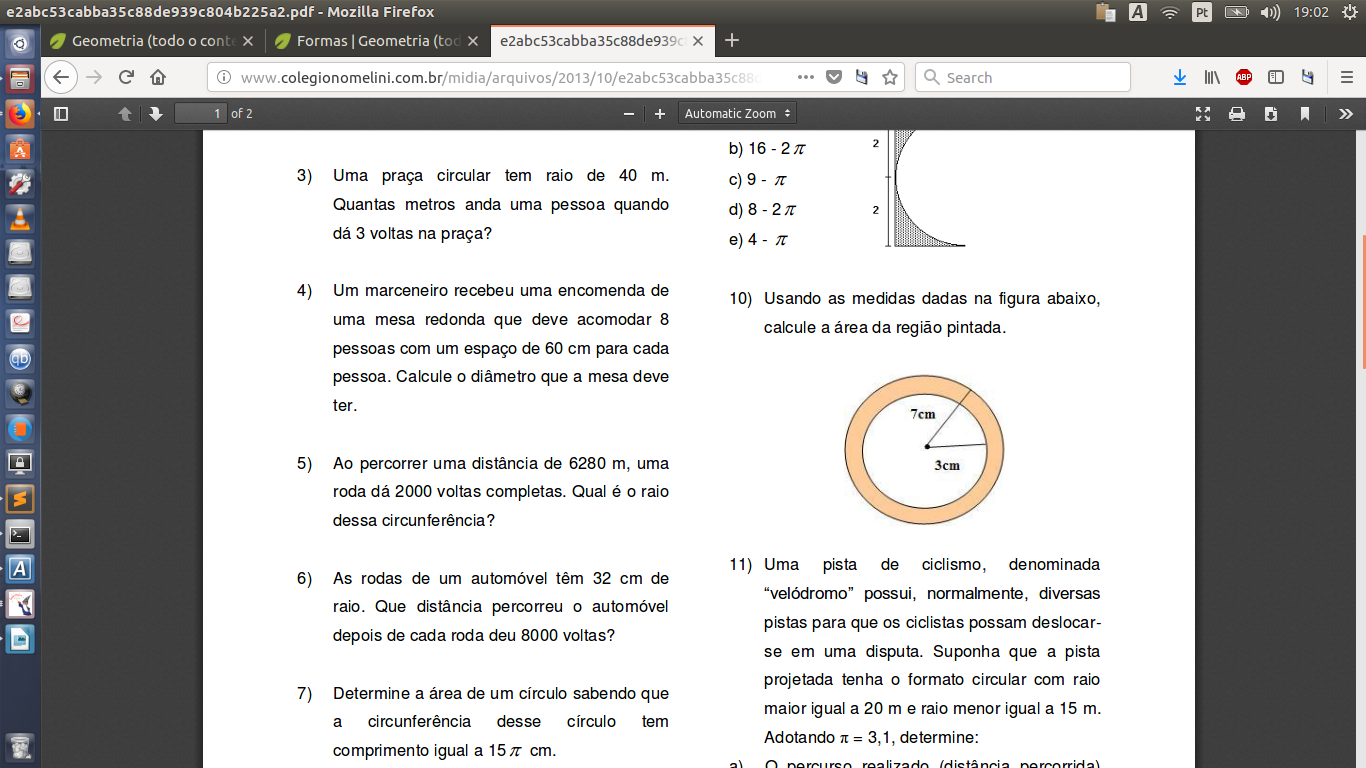 e2abc53cabba35c88de939c804b225a2.pdf - Mozilla Firefox
A
Pt
19:02
Geometria (todo o conte
Formas | Geometria (tod
e2abc53cabba35c88de939c
www.colegionomelini.com.br/midia/arquivos/2013/10/e2abc53cabba35c88
Search
ABP
1 of 2
Automatic Zoom
3) Uma praça circular tem raio de 40 m.
Quantas metros anda uma pessoa quando
dá 3 voltas na praça?
4) Um marceneiro recebeu uma encomenda de
uma mesa redonda que deve acomodar 8
pessoas com um espaço de 60 cm para cada
pessoa. Calcule o diâmetro que a mesa deve
ter.
5) Ao percorrer uma distância de 6280 m, uma
roda dá 2000 voltas completas. Qual é o raio
dessa circunferência?
6) As rodas de um automóvel têm 32 cm de
raio. Que distância percorreu o automóvel
depois de cada roda deu 8000 voltas?
7) Determine a área de um círculo sabendo que
a circunferência desse círculo tem
comprimento igual a 15 π cm.
b) 16 - 2 π
c) 9 - π
d) 8 - 2 π
e) 4 - π
2
2
10) Usando as medidas dadas na figura abaixo,
calcule a área da região pintada.
7cm
3cm
11) Uma pista de ciclismo, denominada
“velódromo” possui, normalmente, diversas
pistas para que os ciclistas possam deslocar-
se em uma disputa. Suponha que a pista
projetada tenha o formato circular com raio
maior igual a 20 m e raio menor igual a 15 m.
Adotando π = 3,1, determine:
a) O percurso realizado (distância percorrida)